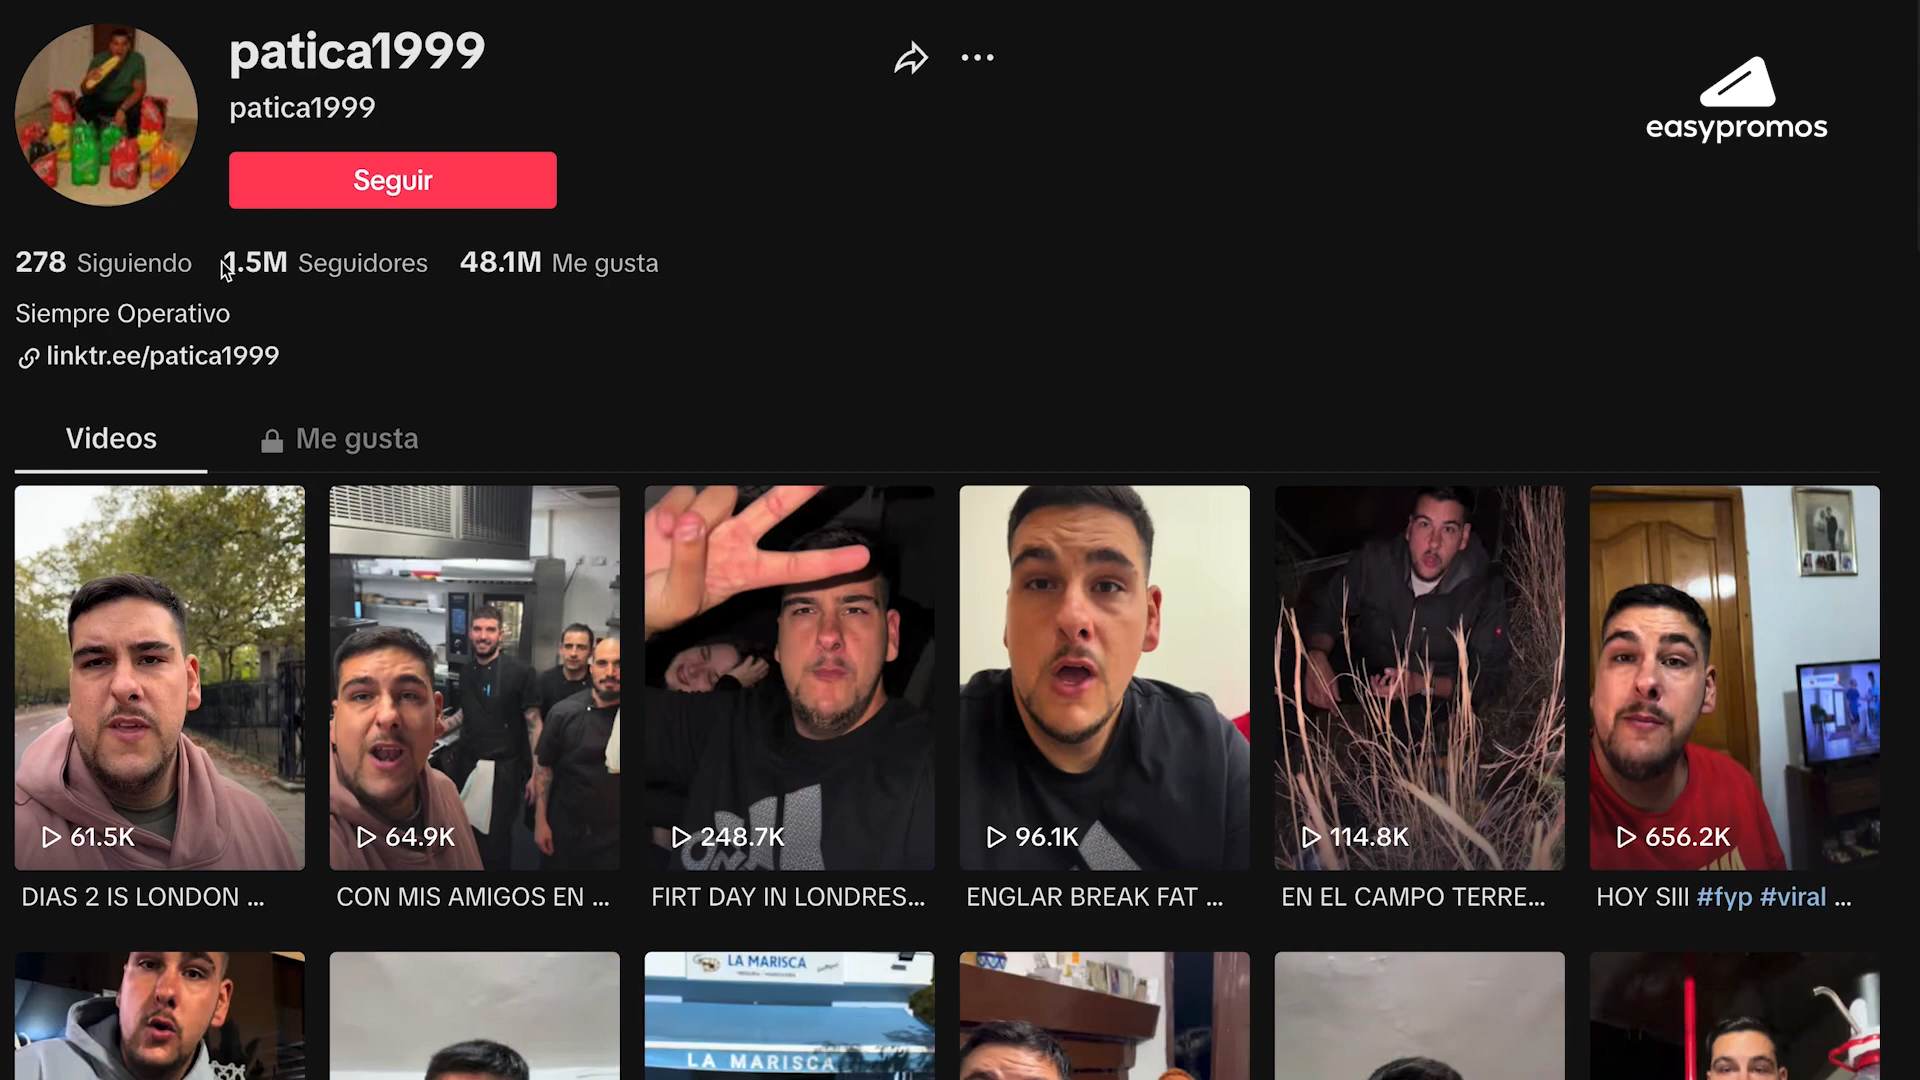 patica1999
patica1999
easypromos
Seguir
278 Siguiendo 1.5M Seguidores 48.1M Me gusta
Siempre Operativo
linktr.ee/patica1999
Videos Me gusta
61.5K 64.9K 248.7K 96.1K 114.8K 656.2K
DIAS 2 IS LONDON ... CON MIS AMIGOS EN ... FIRT DAY IN LONDRES... ENGLAR BREAK FAT ... EN EL CAMPO TERRE... HOY SIII #fyp #viral ...
LA MARISCA
LA MARISCA